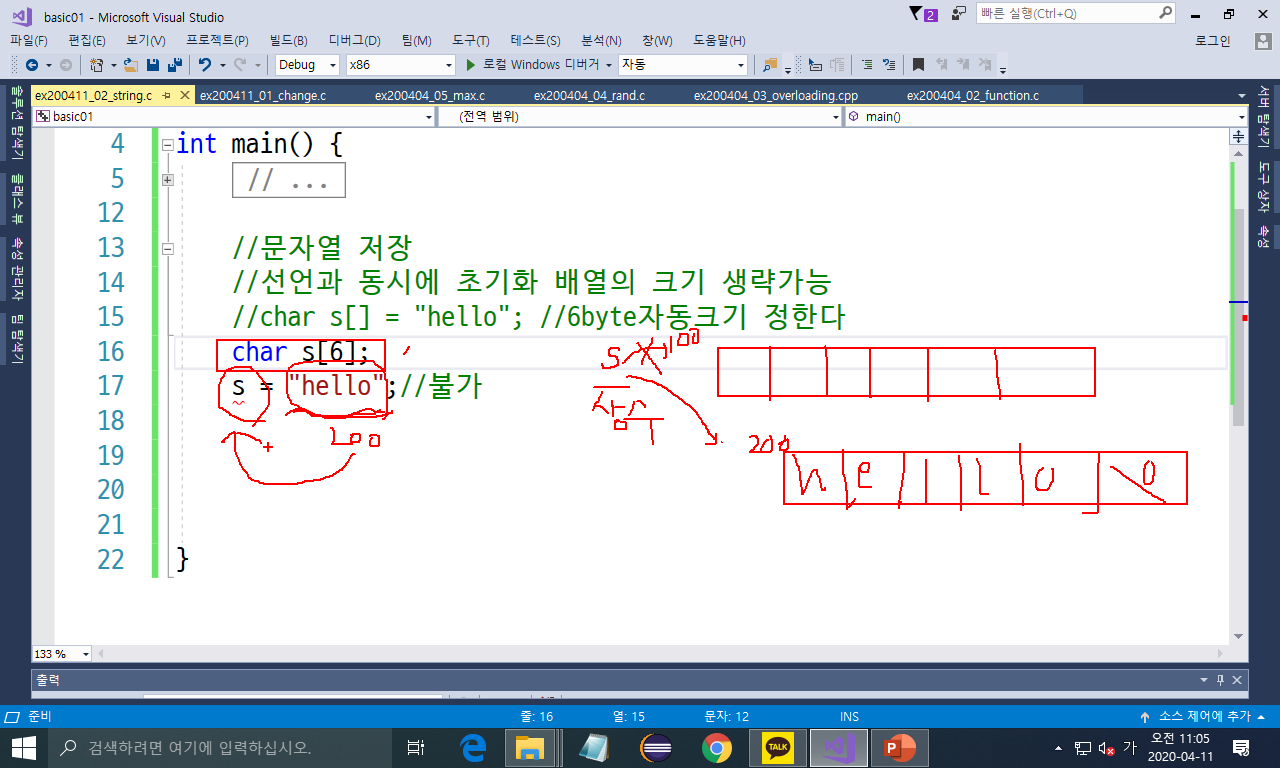 basic01 - Microsoft Visual Studio
2
빠른 실행(Ctrl+Q)
파일(F) 편집(E) 보기(V) 프로젝트(P) 빌드(B) 디버그(D) 팀(M) 도구(T) 테스트(S) 분석(N) 창(W) 도움말(H)
로그인
Debug x86 로컬 Windows 디버거 자동
ex200411_02_string.c ex200411_01_change.c ex200404_05_max.c ex200404_04_rand.c ex200404_03_overloading.cpp ex200404_02_function.c
basic01 (전역 범위) main()
솔루션 탐색기
클래스 뷰
속성 관리자
팀 탐색기
서버 탐색기
도구 상자
속성
4 int main() {
5 // ...
12
13 //문자열 저장
14 //선언과 동시에 초기화 배열의 크기 생략가능
15 //char s[] = "hello"; //6byte자동크기 정한다
16 char s[6];
17 s = "hello";//불가
18
19
20
21
22 }
s 100
상수
200
200
h e l l o \0
133 %
출력
준비 줄: 16 열: 15 문자: 12 INS 소스 제어에 추가
검색하려면 여기에 입력하십시오.
TALK
가
오전 11:05
2020-04-11